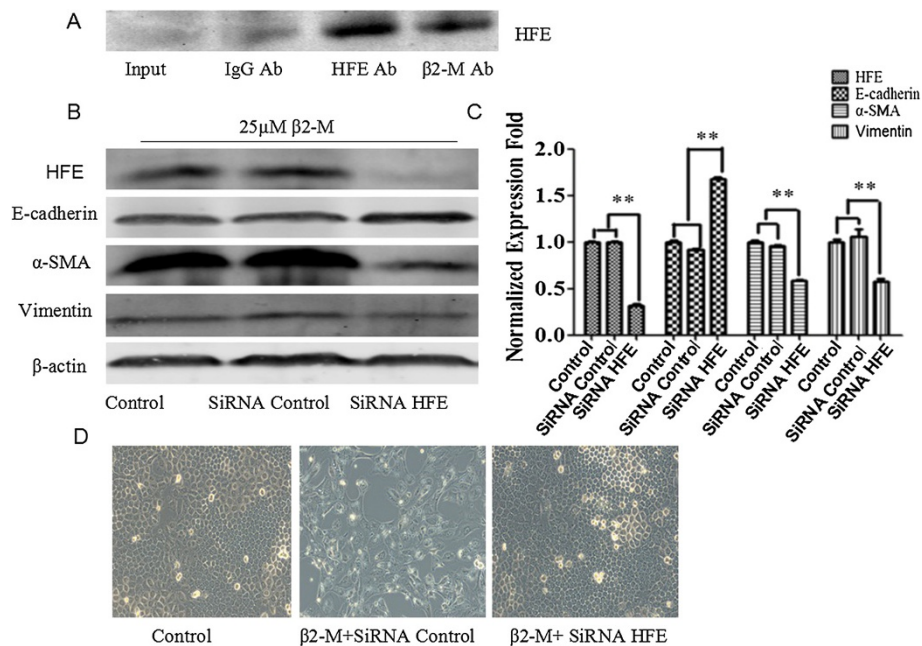 A
HFE
Input IgG Ab HFE Ab β2-M Ab
B
25μM β2-M
HFE
E-cadherin
α-SMA
Vimentin
β-actin
Control SiRNA Control SiRNA HFE
C
HFE
E-cadherin
α-SMA
Vimentin
Normalized Expression Fold
2.0
1.5
1.0
0.5
0.0
**
**
**
**
Control
SiRNA Control
SiRNA HFE
Control
SiRNA Control
SiRNA HFE
Control
SiRNA Control
SiRNA HFE
Control
SiRNA Control
SiRNA HFE
D
Control β2-M+SiRNA Control β2-M+ SiRNA HFE